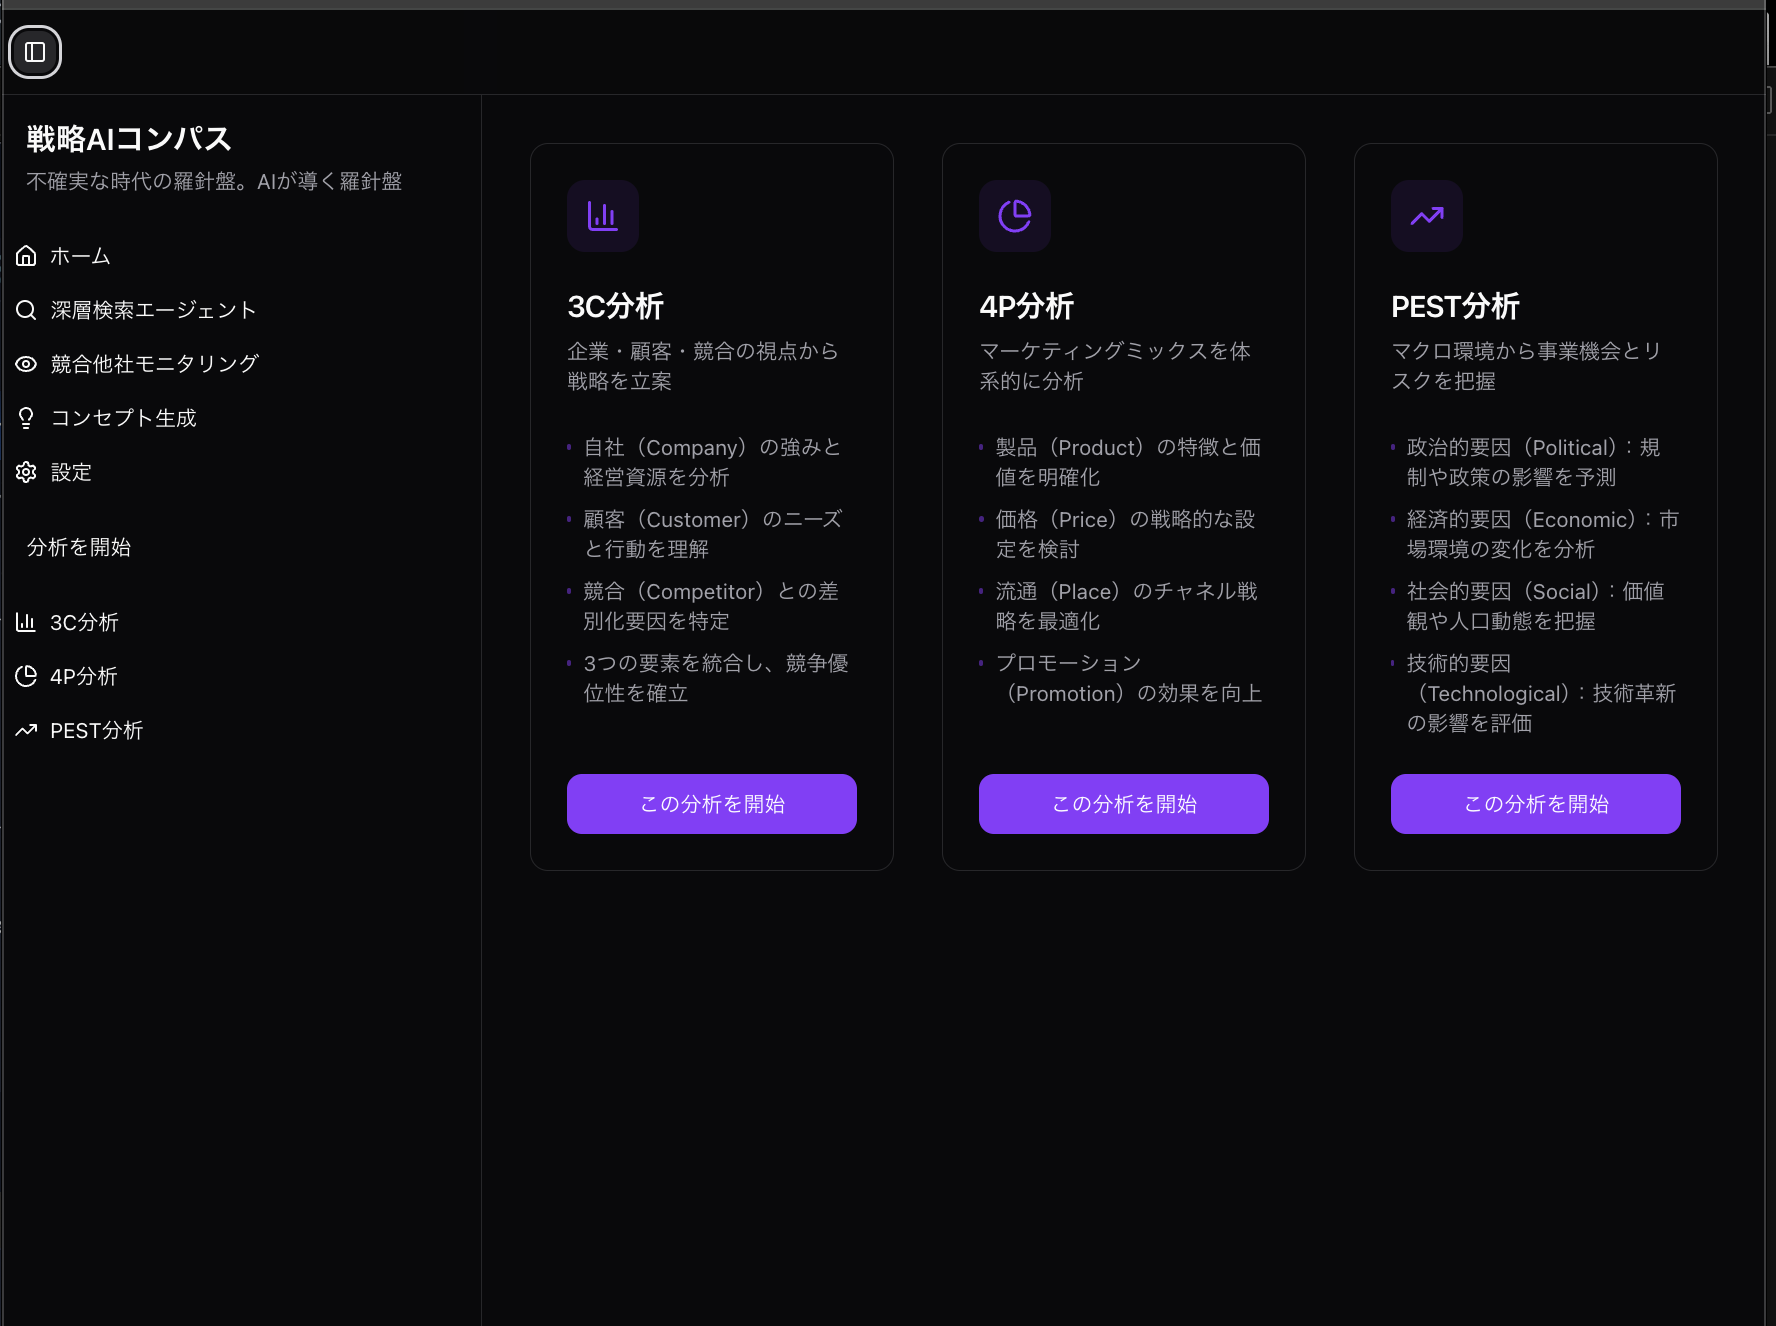 戦略AIコンパス
不確実な時代の羅針盤。AIが導く羅針盤
ホーム
深層検索エージェント
競合他社モニタリング
コンセプト生成
設定
分析を開始
3C分析
4P分析
PEST分析
3C分析
企業・顧客・競合の視点から
戦略を立案
自社（Company）の強みと
経営資源を分析
顧客（Customer）のニーズ
と行動を理解
競合（Competitor）との差
別化要因を特定
3つの要素を統合し、競争優
位性を確立
この分析を開始
4P分析
マーケティングミックスを体
系的に分析
製品（Product）の特徴と価
値を明確化
価格（Price）の戦略的な設
定を検討
流通（Place）のチャネル戦
略を最適化
プロモーション
（Promotion）の効果を向上
この分析を開始
PEST分析
マクロ環境から事業機会とリ
スクを把握
政治的要因（Political）：規
制や政策の影響を予測
経済的要因（Economic）：市
場環境の変化を分析
社会的要因（Social）：価値
観や人口動態を把握
技術的要因
（Technological）：技術革新
の影響を評価
この分析を開始